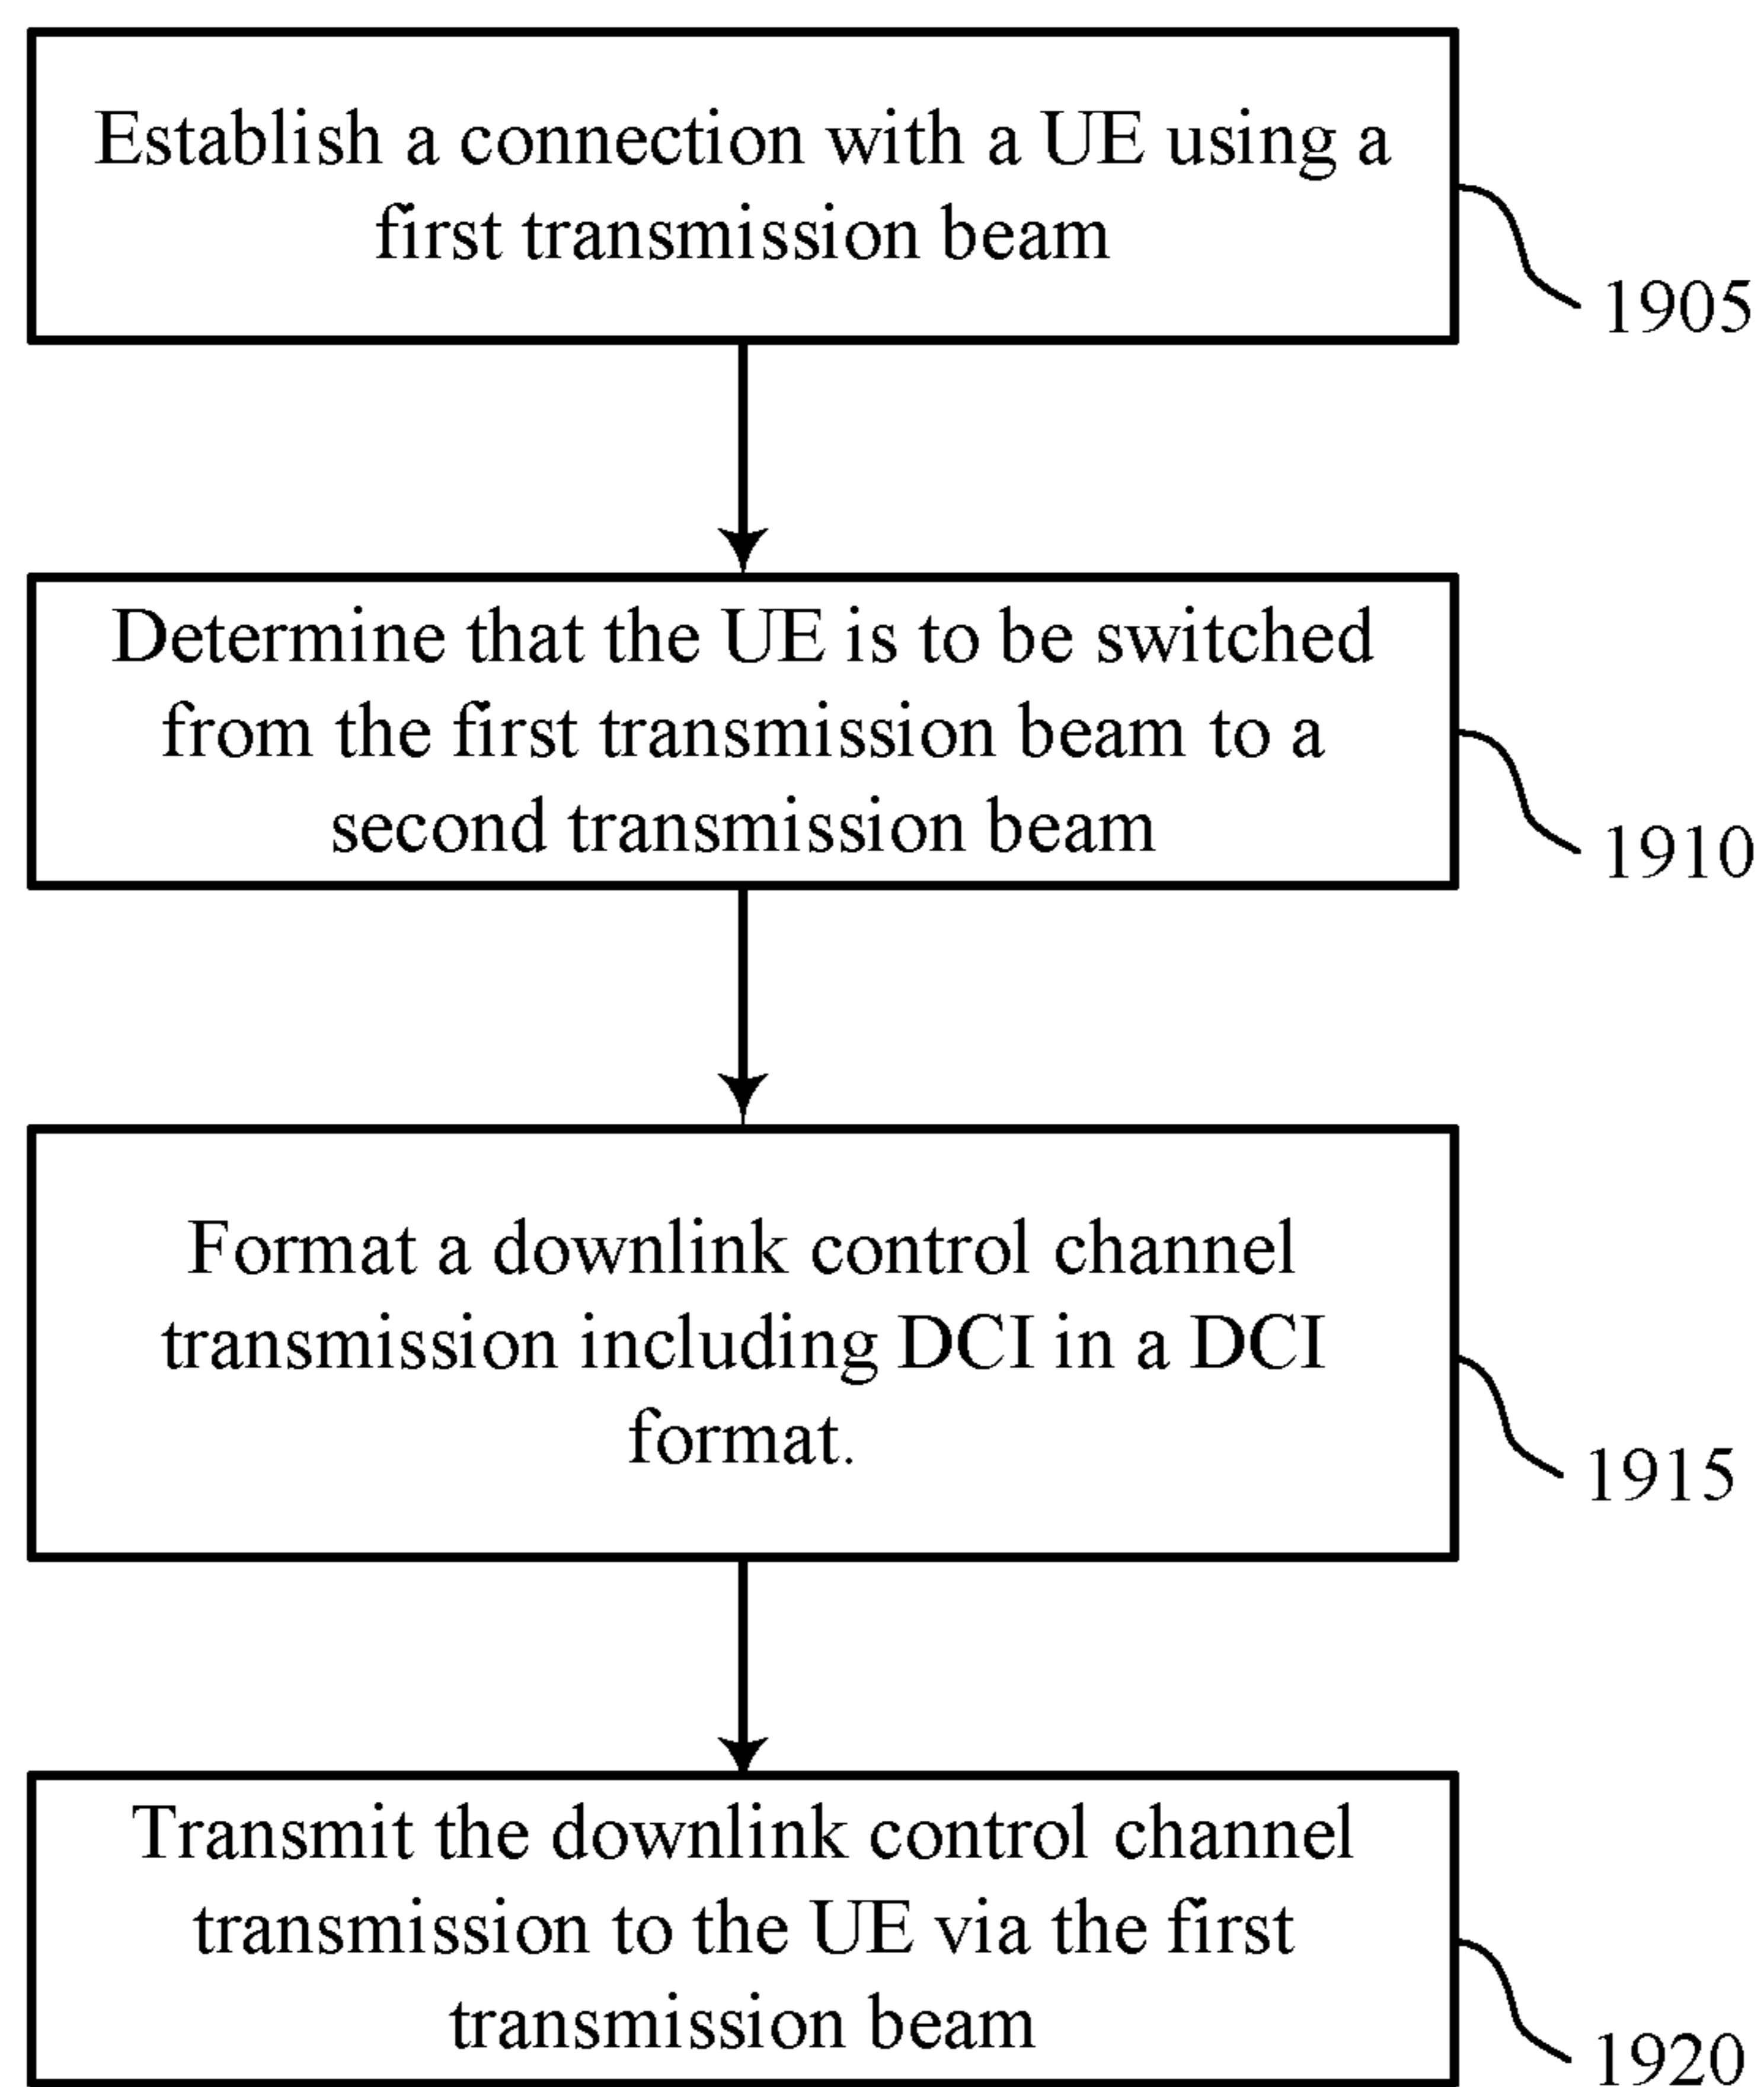 Establish a connection with a UE using a
first transmission beam
1905
Determine that the UE is to be switched
from the first transmission beam to a
second transmission beam
1910
Format a downlink control channel
transmission including DCI in a DCI
format.
1915
Transmit the downlink control channel
transmission to the UE via the first
transmission beam
1920